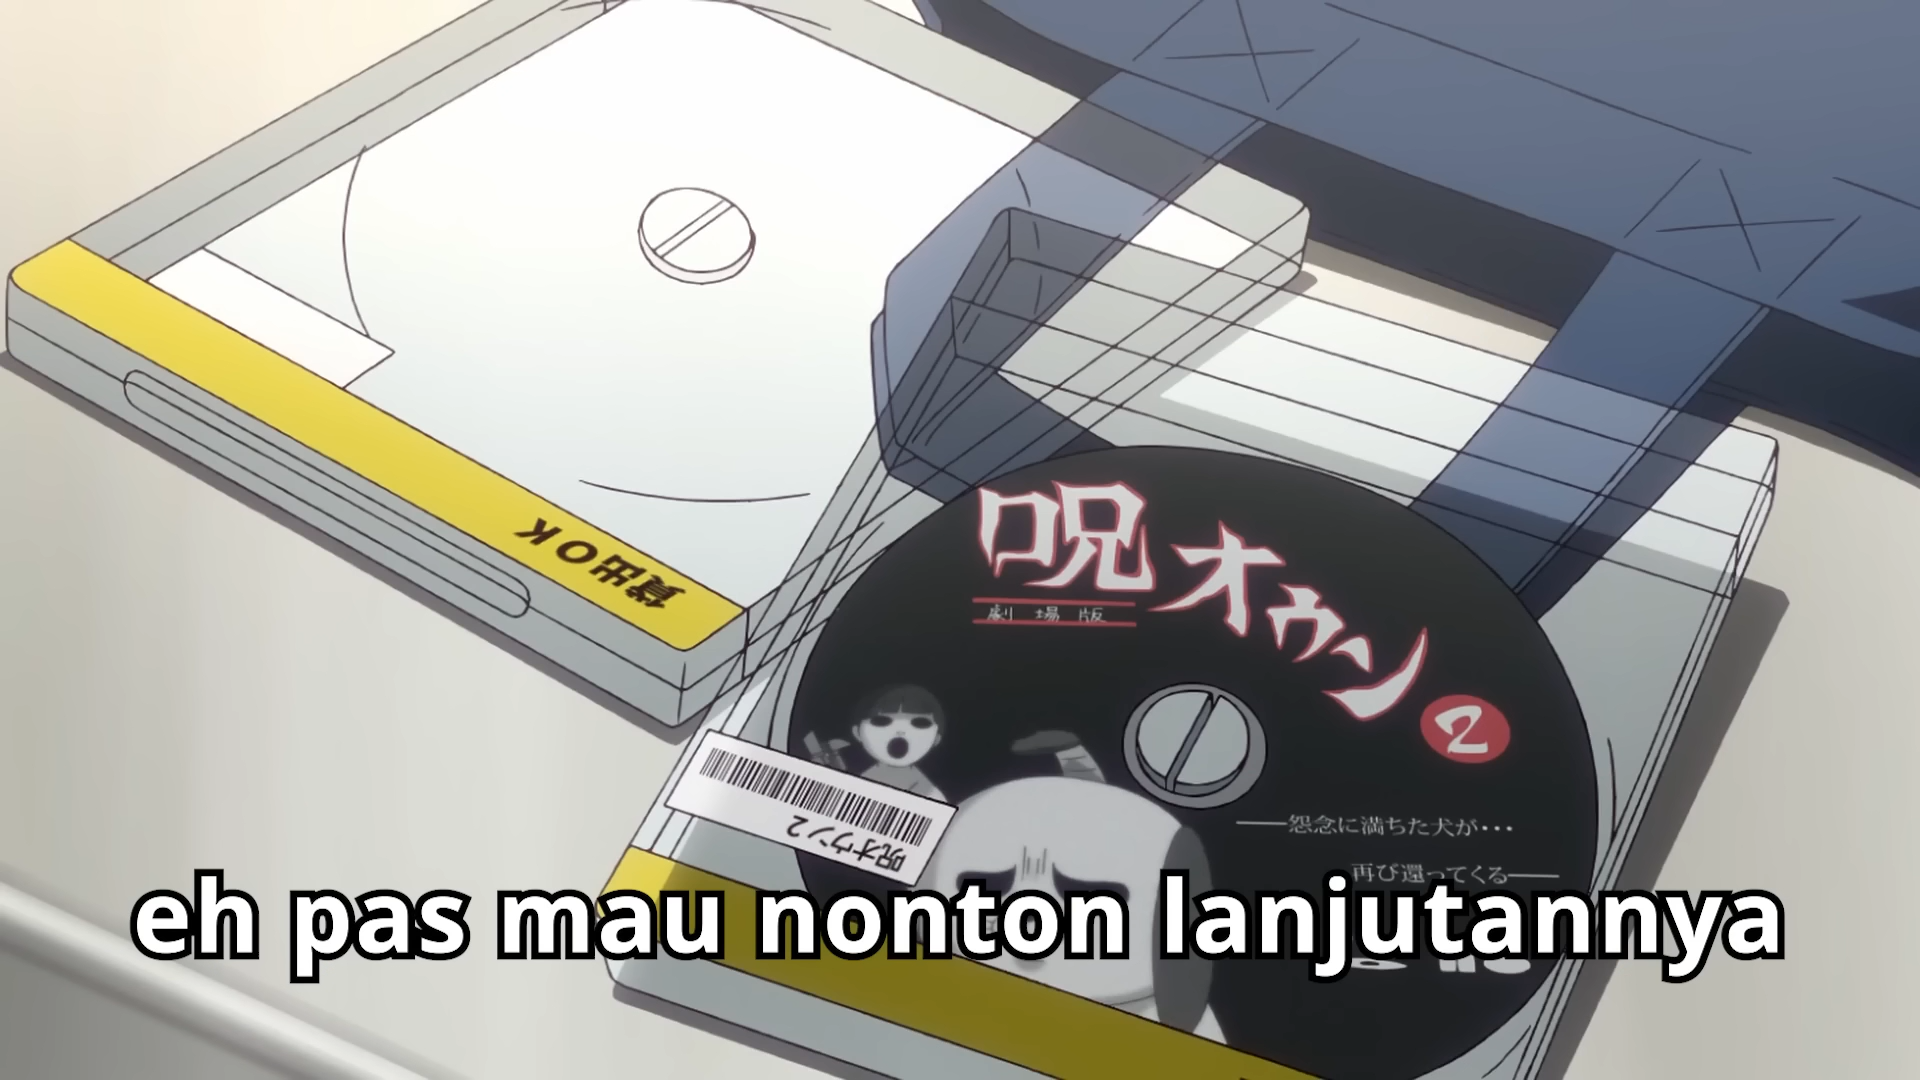 貸出OK
呪オウン
劇場版
2
呪オウン2
――怨念に満ちた犬が・・・
再び還ってくる――
eh pas mau nonton lanjutannya